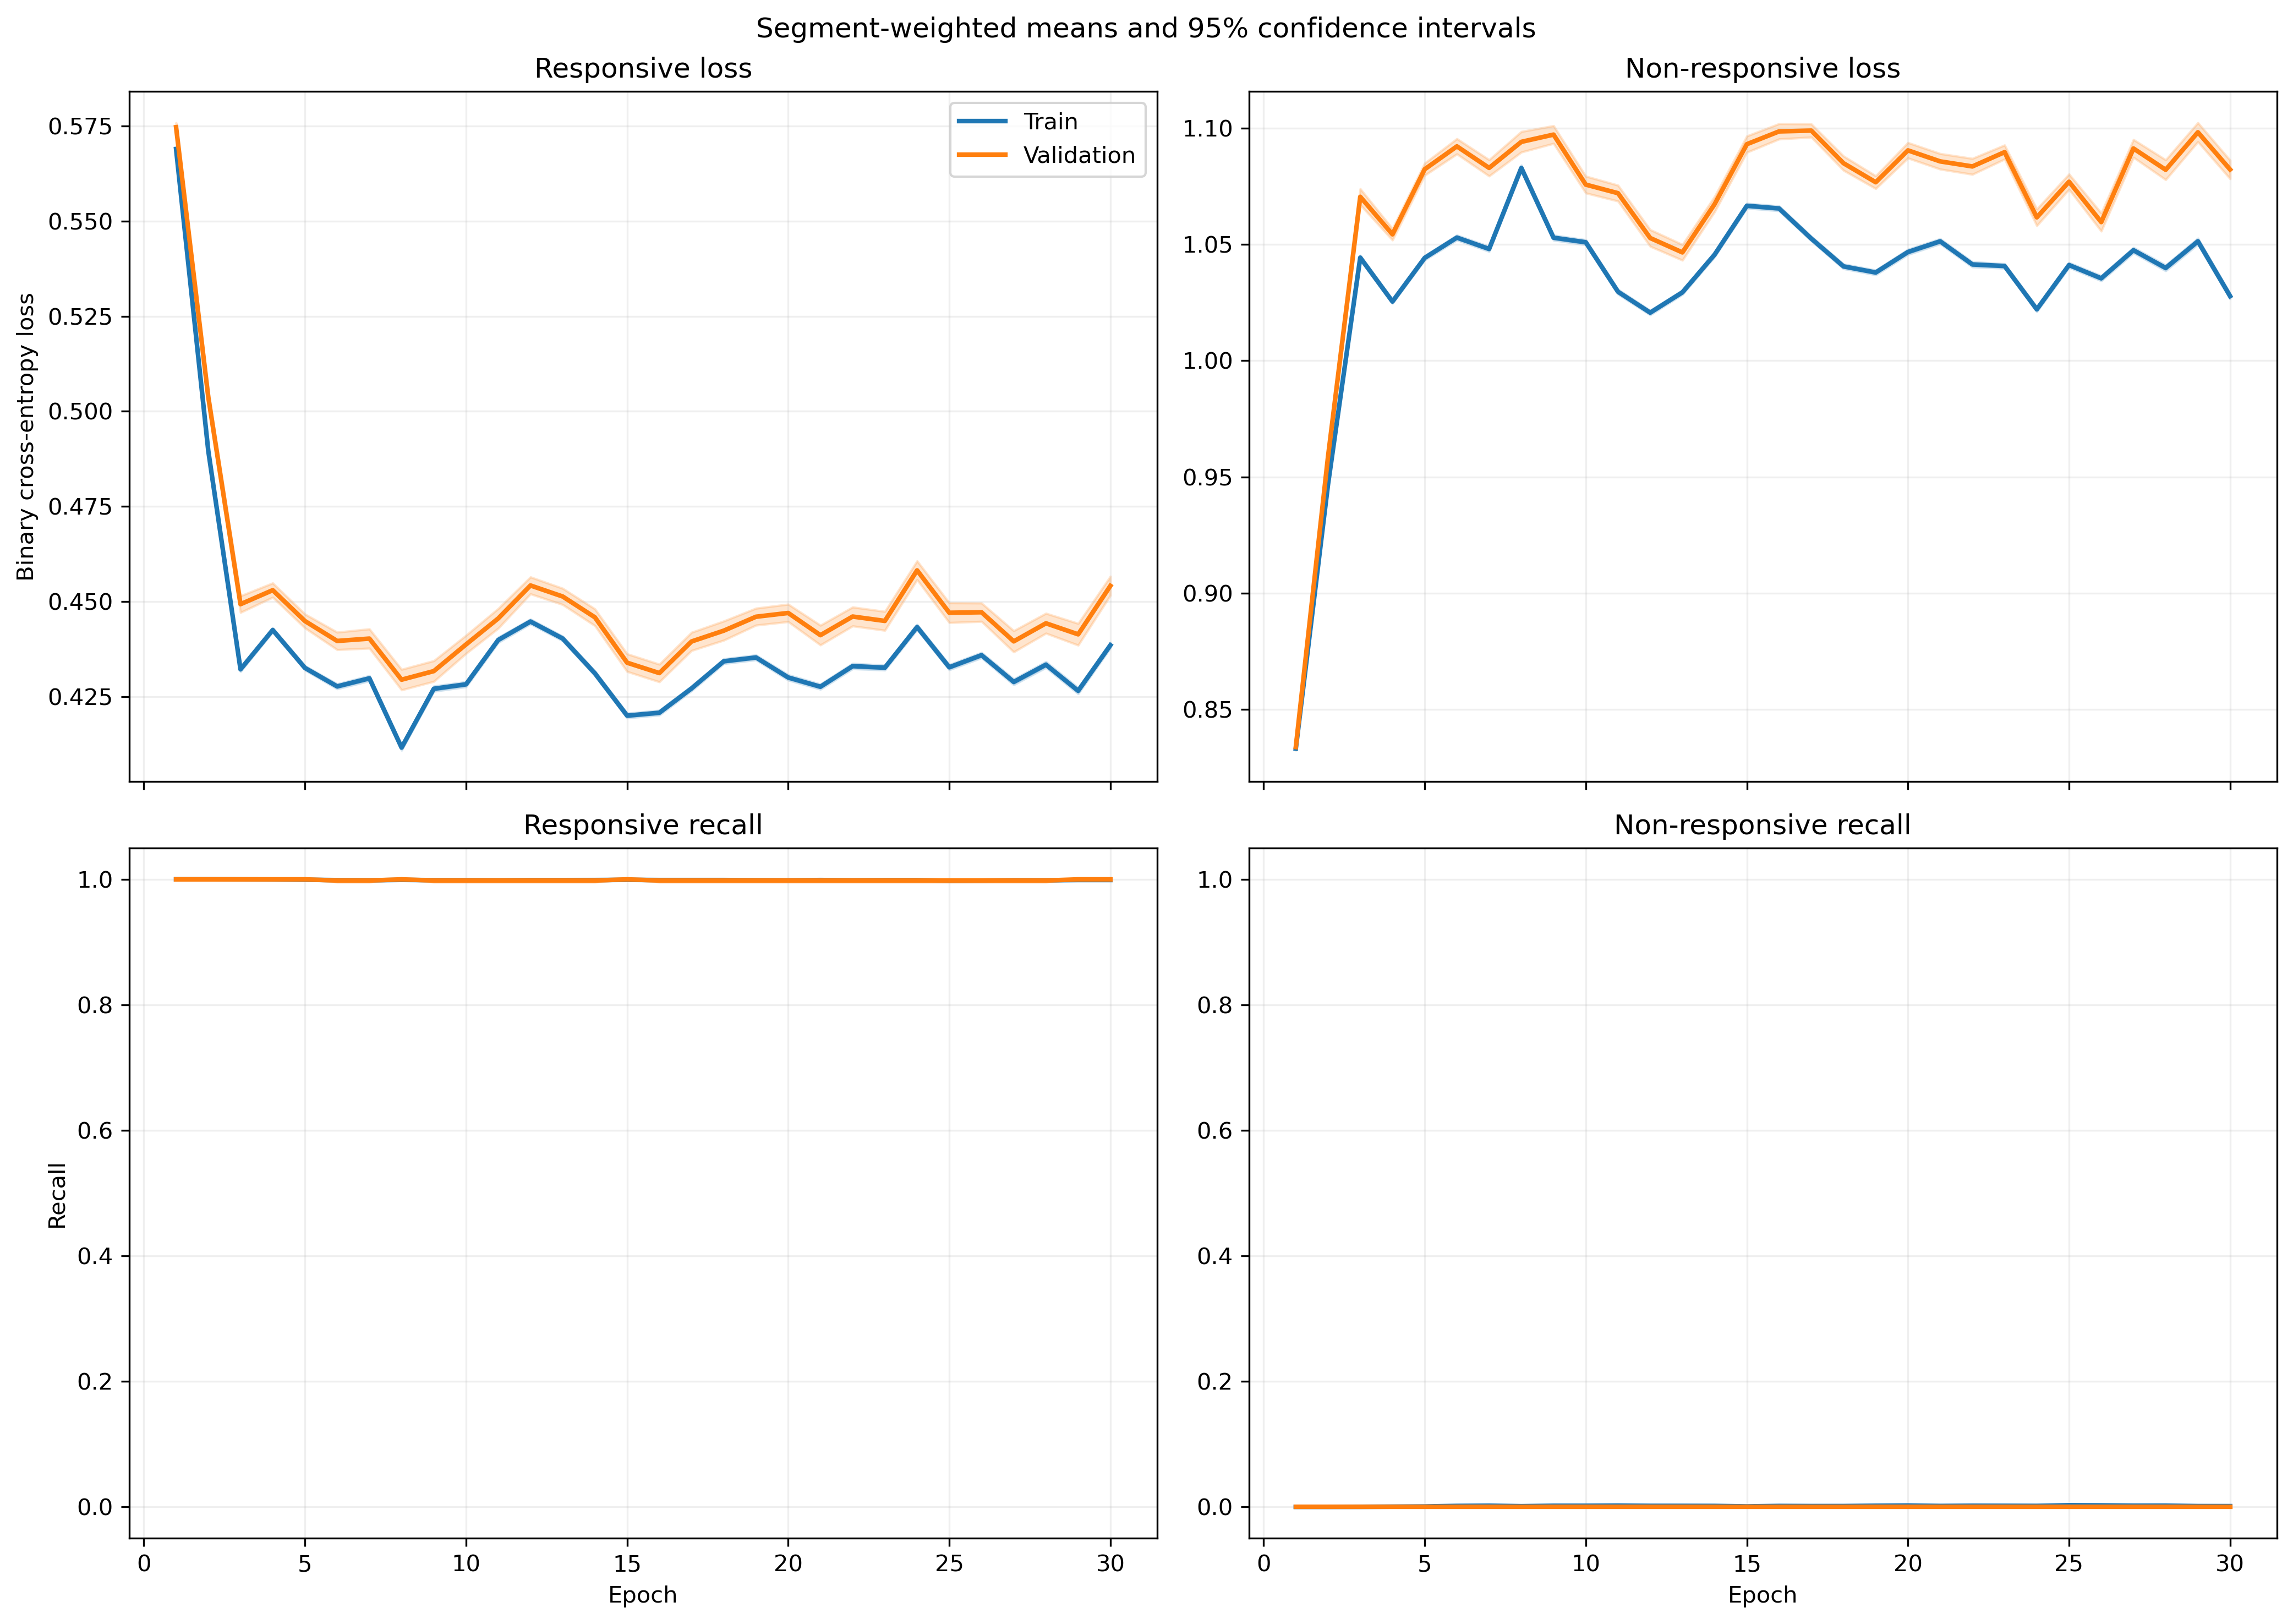 Segment-weighted means and 95% confidence intervals
Responsive loss
Non-responsive loss
Train
Validation
Binary cross-entropy loss
0.575
0.550
0.525
0.500
0.475
0.450
0.425
1.10
1.05
1.00
0.95
0.90
0.85
Responsive recall
Non-responsive recall
Recall
1.0
0.8
0.6
0.4
0.2
0.0
0 5 10 15 20 25 30
Epoch
1.0
0.8
0.6
0.4
0.2
0.0
0 5 10 15 20 25 30
Epoch